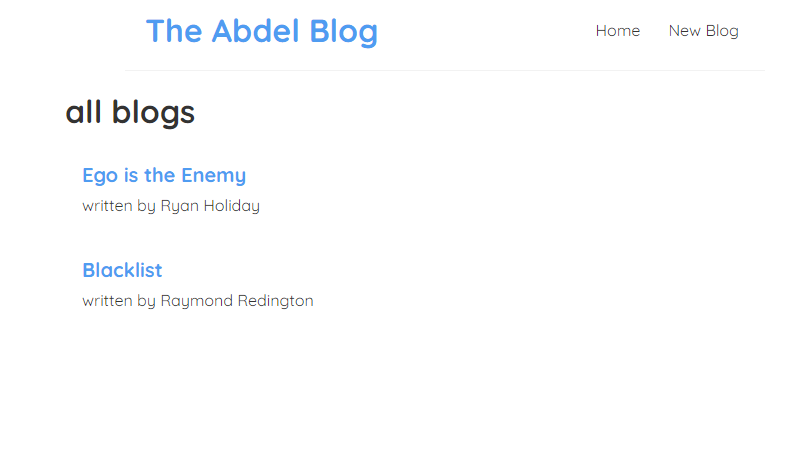 The Abdel Blog
Home New Blog
all blogs
Ego is the Enemy
written by Ryan Holiday
Blacklist
written by Raymond Redington